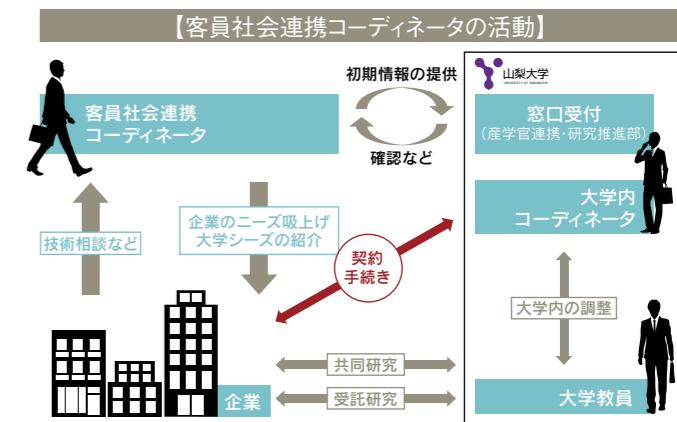 【客員社会連携コーディネータの活動】
客員社会連携
コーディネータ
初期情報の提供
確認など
山梨大学
UNIVERSITY OF YAMANASHI
窓口受付
（産学官連携・研究推進部）
大学内
コーディネータ
技術相談など
企業のニーズ吸上げ
大学シーズの紹介
契約
手続き
大学内の調整
共同研究
受託研究
企業
大学教員